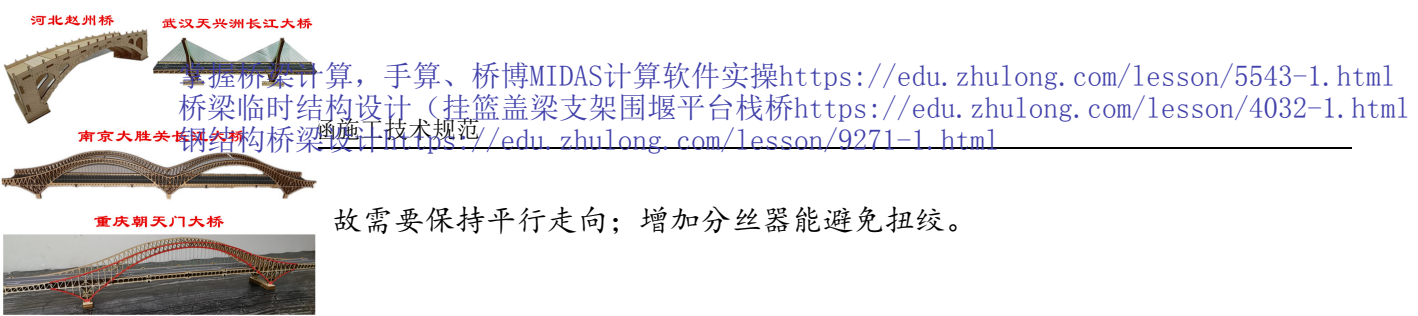 河北赵州桥
武汉天兴洲长江大桥
掌握桥梁计算，手算、桥博MIDAS计算软件实操https://edu.zhulong.com/lesson/5543-1.html
桥梁临时结构设计（挂篮盖梁支架围堰平台栈桥https://edu.zhulong.com/lesson/4032-1.html
钢结构桥梁设计https://edu.zhulong.com/lesson/9271-1.html
涵施工技术规范
南京大胜关长江大桥
故需要保持平行走向；增加分丝器能避免扭绞。
重庆朝天门大桥